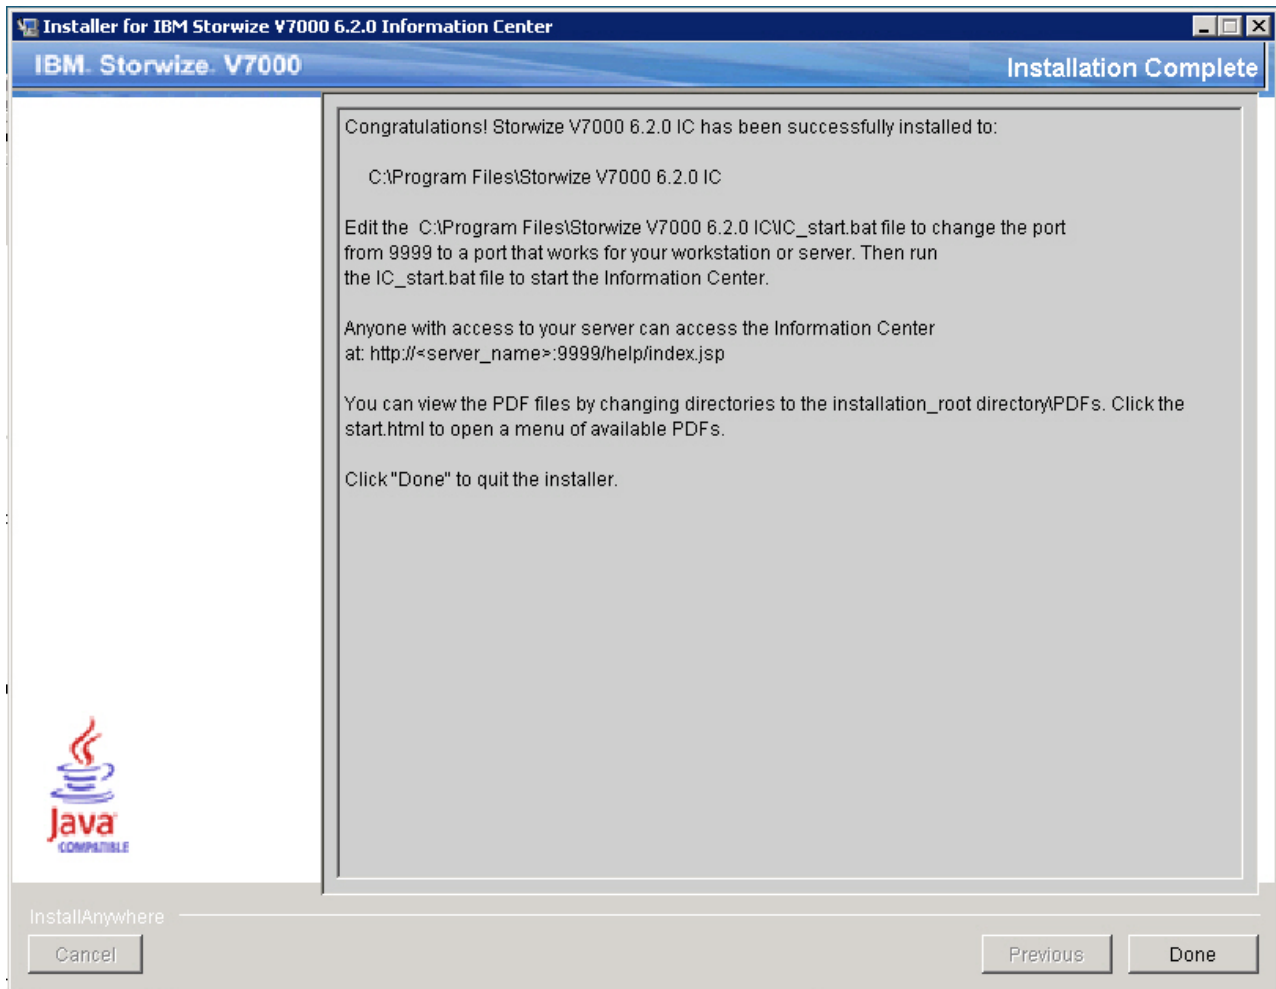 Installer for IBM Storwize V7000 6.2.0 Information Center
IBM. Storwize. V7000
Installation Complete
Congratulations! Storwize V7000 6.2.0 IC has been successfully installed to:
C:\Program Files\Storwize V7000 6.2.0 IC
Edit the  C:\Program Files\Storwize V7000 6.2.0 IC\IC_start.bat file to change the port
from 9999 to a port that works for your workstation or server. Then run
the IC_start.bat file to start the Information Center.
Anyone with access to your server can access the Information Center
at: http://<server_name>:9999/help/index.jsp
You can view the PDF files by changing directories to the installation_root directory\PDFs. Click the
start.html to open a menu of available PDFs.
Click "Done" to quit the installer.
Java
COMPATIBLE
InstallAnywhere
Cancel
Previous
Done